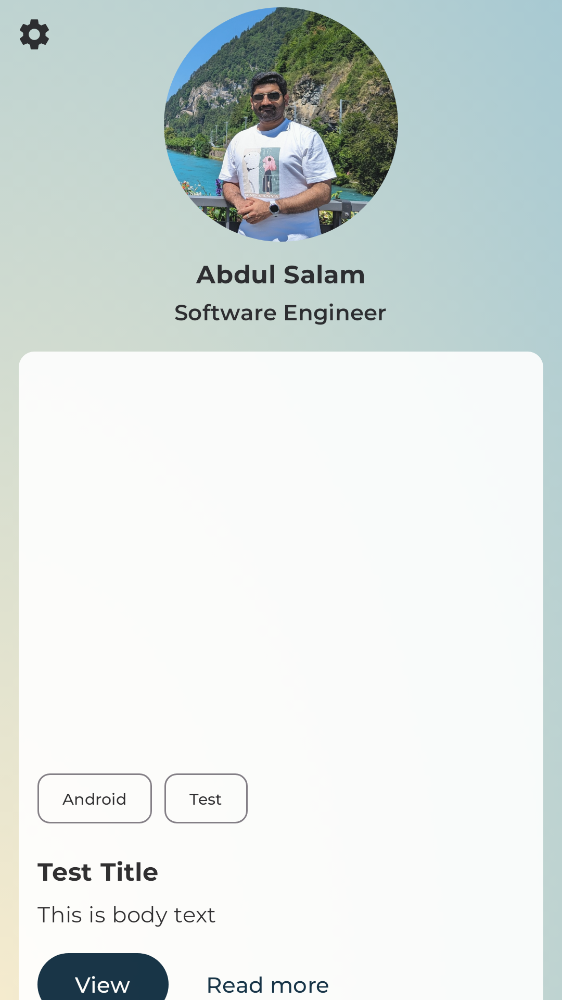 Abdul Salam
Software Engineer
Android Test
Test Title
This is body text
View Read more